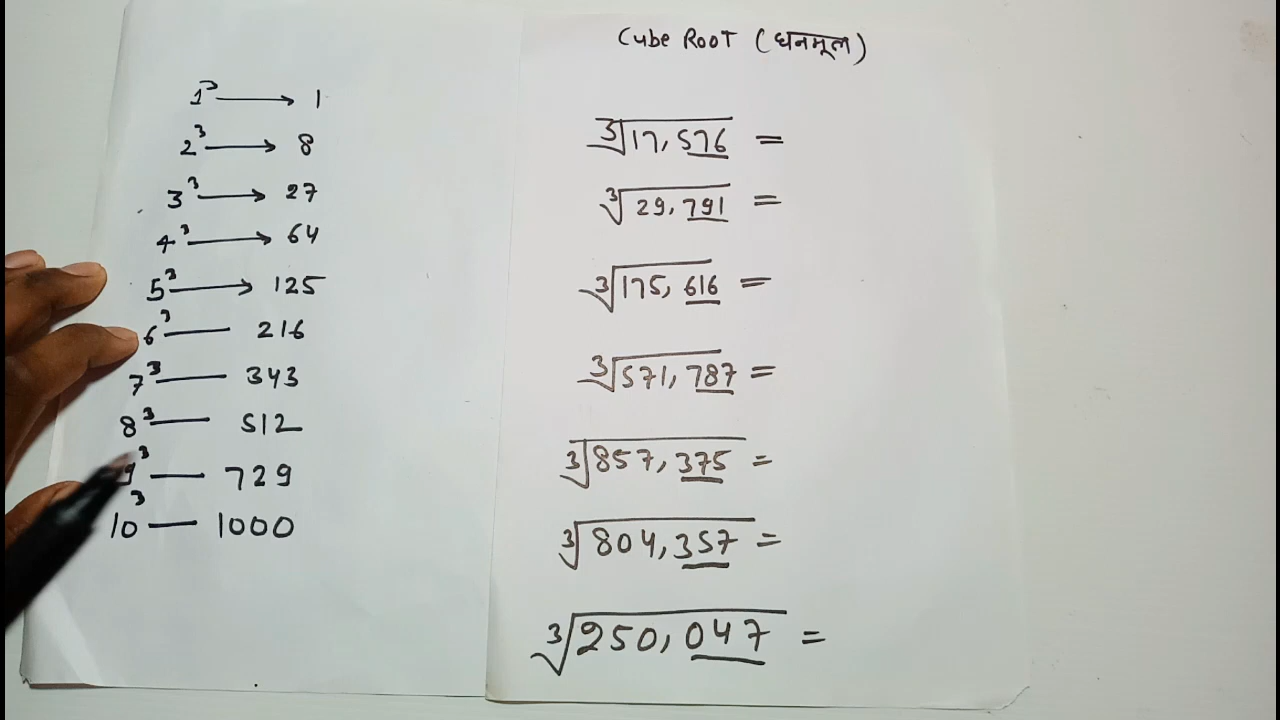 1³ → 1
2³ → 8
3³ → 27
4³ → 64
5³ → 125
6³ — 216
7³ — 343
8³ — 512
9³ — 729
10³ — 1000
Cube ROOT (घनमूल)
∛17,576 =
∛29,791 =
∛175,616 =
∛571,787 =
∛857,375 =
∛804,357 =
∛250,047 =